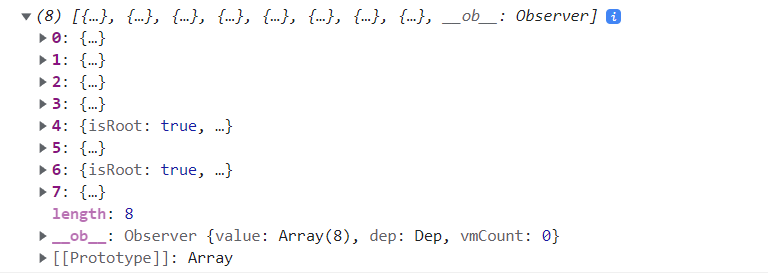 (8) [{…}, {…}, {…}, {…}, {…}, {…}, {…}, {…}, __ob__: Observer] i
0: {…}
1: {…}
2: {…}
3: {…}
4: {isRoot: true, …}
5: {…}
6: {isRoot: true, …}
7: {…}
length: 8
__ob__: Observer {value: Array(8), dep: Dep, vmCount: 0}
[[Prototype]]: Array